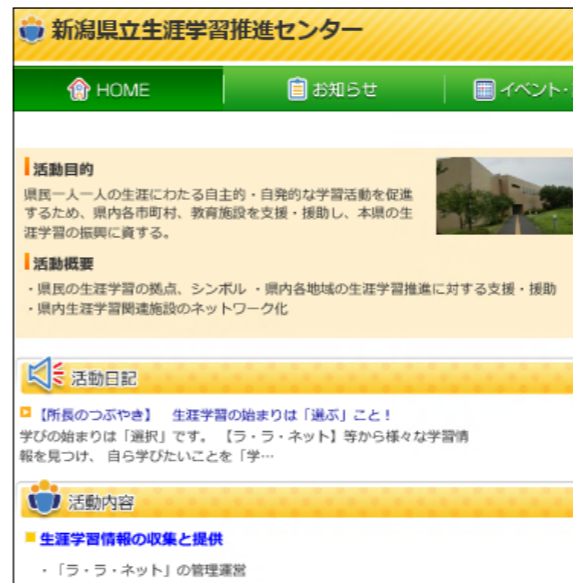 新潟県立生涯学習推進センター
HOME
お知らせ
イベント・
活動目的
県民一人一人の生涯にわたる自主的・自発的な学習活動を促進
するため、県内各市町村、教育施設を支援・援助し、本県の生
涯学習の振興に資する。
活動概要
・県民の生涯学習の拠点、シンボル ・県内各地域の生涯学習推進に対する支援・援助
・県内生涯学習関連施設のネットワーク化
活動日記
【所長のつぶやき】 生涯学習の始まりは「選ぶ」こと！
学びの始まりは「選択」です。 【ラ・ラ・ネット】等から様々な学習情
報を見つけ、 自ら学びたいことを「学…
活動内容
生涯学習情報の収集と提供
・「ラ・ラ・ネット」の管理運営